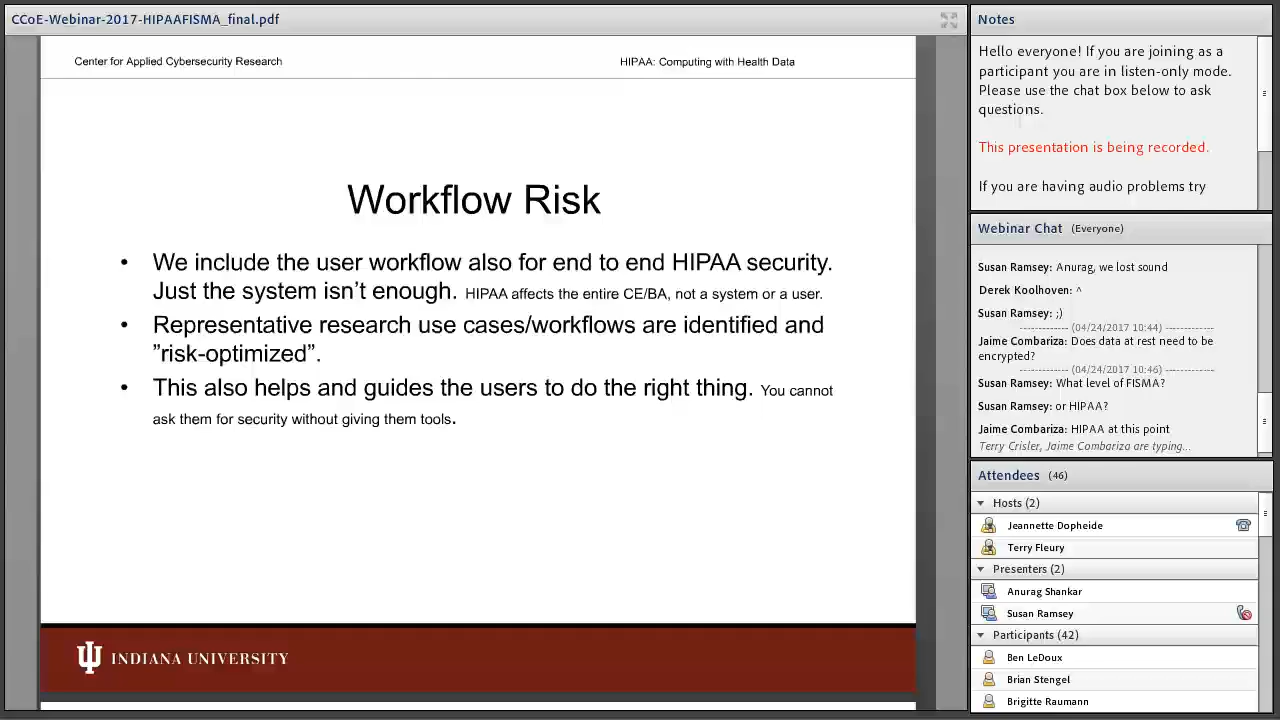 CCoE-Webinar-2017-HIPAAFISMA_final.pdf
Center for Applied Cybersecurity Research
HIPAA: Computing with Health Data
Workflow Risk
• We include the user workflow also for end to end HIPAA security.
Just the system isn’t enough. HIPAA affects the entire CE/BA, not a system or a user.
• Representative research use cases/workflows are identified and
”risk-optimized”.
• This also helps and guides the users to do the right thing. You cannot
ask them for security without giving them tools.
INDIANA UNIVERSITY
Notes
Hello everyone! If you are joining as a
participant you are in listen-only mode.
Please use the chat box below to ask
questions.
This presentation is being recorded.
If you are having audio problems try
Webinar Chat (Everyone)
Susan Ramsey: Anurag, we lost sound
Derek Koolhoven: ^
Susan Ramsey: ;)
------------- (04/24/2017 10:44) -------------
Jaime Combariza: Does data at rest need to be
encrypted?
------------- (04/24/2017 10:46) -------------
Susan Ramsey: What level of FISMA?
Susan Ramsey: or HIPAA?
Jaime Combariza: HIPAA at this point
Terry Crisler, Jaime Combariza are typing...
Attendees (46)
Hosts (2)
Jeannette Dopheide
Terry Fleury
Presenters (2)
Anurag Shankar
Susan Ramsey
Participants (42)
Ben LeDoux
Brian Stengel
Brigitte Raumann